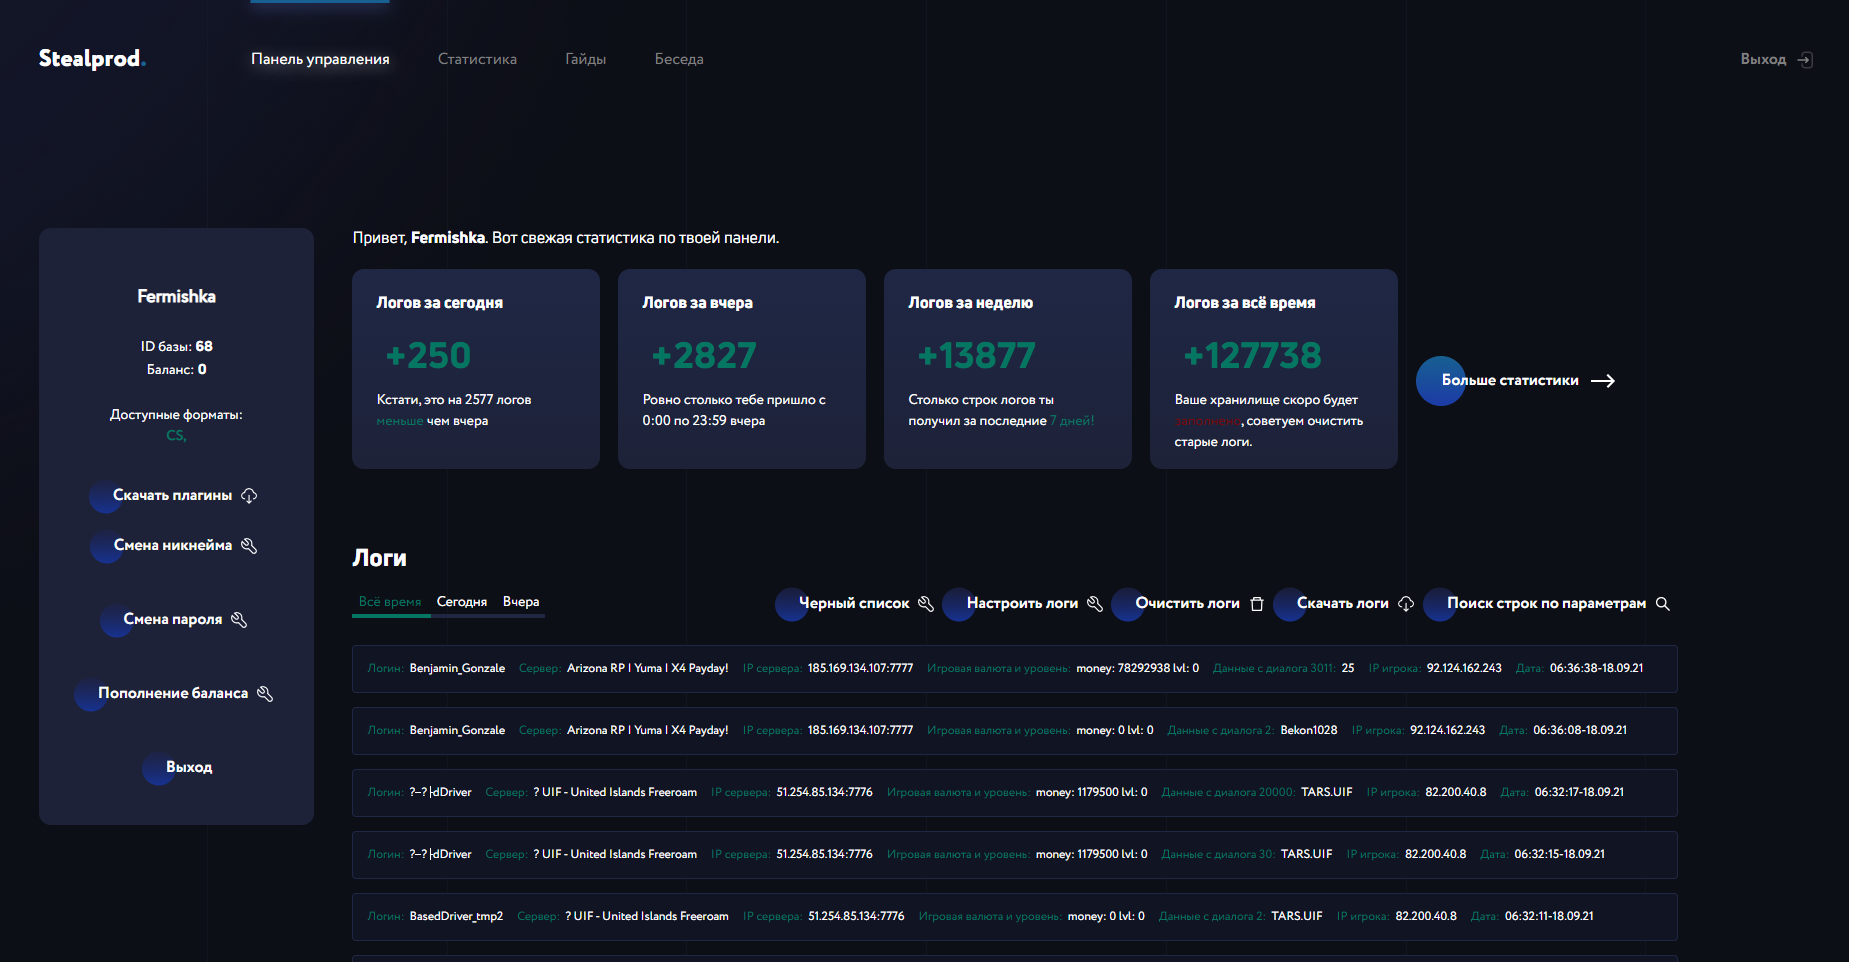 Stealprod.
Панель управления Статистика Гайды Беседа Выход
Fermishka
ID базы: 68
Баланс: 0
Доступные форматы:
CS,
Скачать плагины
Смена никнейма
Смена пароля
Пополнение баланса
Выход
Привет, Fermishka. Вот свежая статистика по твоей панели.
Логов за сегодня
+250
Кстати, это на 2577 логов
меньше чем вчера
Логов за вчера
+2827
Ровно столько тебе пришло с
0:00 по 23:59 вчера
Логов за неделю
+13877
Столько строк логов ты
получил за последние 7 дней!
Логов за всё время
+127738
Ваше хранилище скоро будет
заполнено, советуем очистить
старые логи.
Больше статистики
Логи
Всё время Сегодня Вчера
Черный список Настроить логи Очистить логи Скачать логи Поиск строк по параметрам
Логин: Benjamin_Gonzale Сервер: Arizona RP | Yuma | X4 Payday! IP сервера: 185.169.134.107:7777 Игровая валюта и уровень: money: 78292938 lvl: 0 Данные с диалога 3011: 25 IP игрока: 92.124.162.243 Дата: 06:36:38-18.09.21
Логин: Benjamin_Gonzale Сервер: Arizona RP | Yuma | X4 Payday! IP сервера: 185.169.134.107:7777 Игровая валюта и уровень: money: 0 lvl: 0 Данные с диалога 2: Bekon1028 IP игрока: 92.124.162.243 Дата: 06:36:08-18.09.21
Логин: ?–?├dDriver Сервер: ? UIF - United Islands Freeroam IP сервера: 51.254.85.134:7776 Игровая валюта и уровень: money: 1179500 lvl: 0 Данные с диалога 20000: TARS.UIF IP игрока: 82.200.40.8 Дата: 06:32:17-18.09.21
Логин: ?–?├dDriver Сервер: ? UIF - United Islands Freeroam IP сервера: 51.254.85.134:7776 Игровая валюта и уровень: money: 1179500 lvl: 0 Данные с диалога 30: TARS.UIF IP игрока: 82.200.40.8 Дата: 06:32:15-18.09.21
Логин: BasedDriver_tmp2 Сервер: ? UIF - United Islands Freeroam IP сервера: 51.254.85.134:7776 Игровая валюта и уровень: money: 0 lvl: 0 Данные с диалога 2: TARS.UIF IP игрока: 82.200.40.8 Дата: 06:32:11-18.09.21